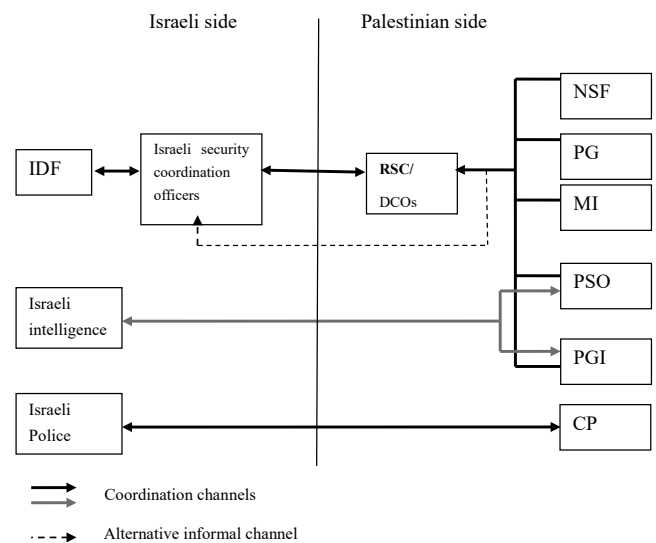 Israeli side
Palestinian side
NSF
PG
MI
PSO
PGI
CP
IDF
Israeli security
coordination
officers
RSC/
DCOs
Israeli
intelligence
Israeli
Police
Coordination channels
Alternative informal channel